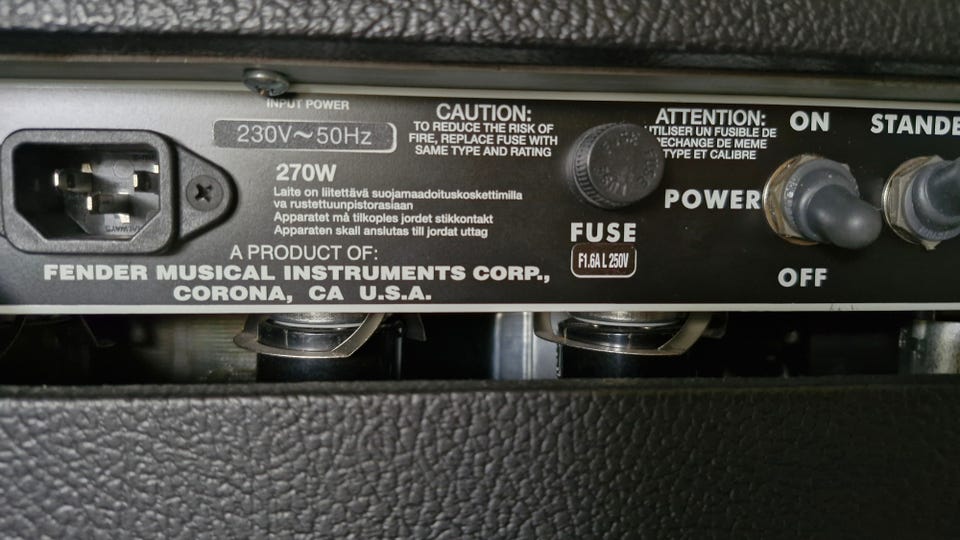 INPUT POWER
230V~50Hz
270W
Laite on liitettävä suojamaadoituskoskettimilla
va rustettuunpistorasiaan
Apparatet må tilkoples jordet stikkontakt
Apparaten skall anslutas till jordat uttag
A PRODUCT OF:
FENDER MUSICAL INSTRUMENTS CORP.,
CORONA, CA U.S.A.
CAUTION:
TO REDUCE THE RISK OF
FIRE, REPLACE FUSE WITH
SAME TYPE AND RATING
FUSE
F1.6A L 250V
ATTENTION:
UTILISER UN FUSIBLE DE
RECHANGE DE MEME
TYPE ET CALIBRE
ON
POWER
OFF
STANDB